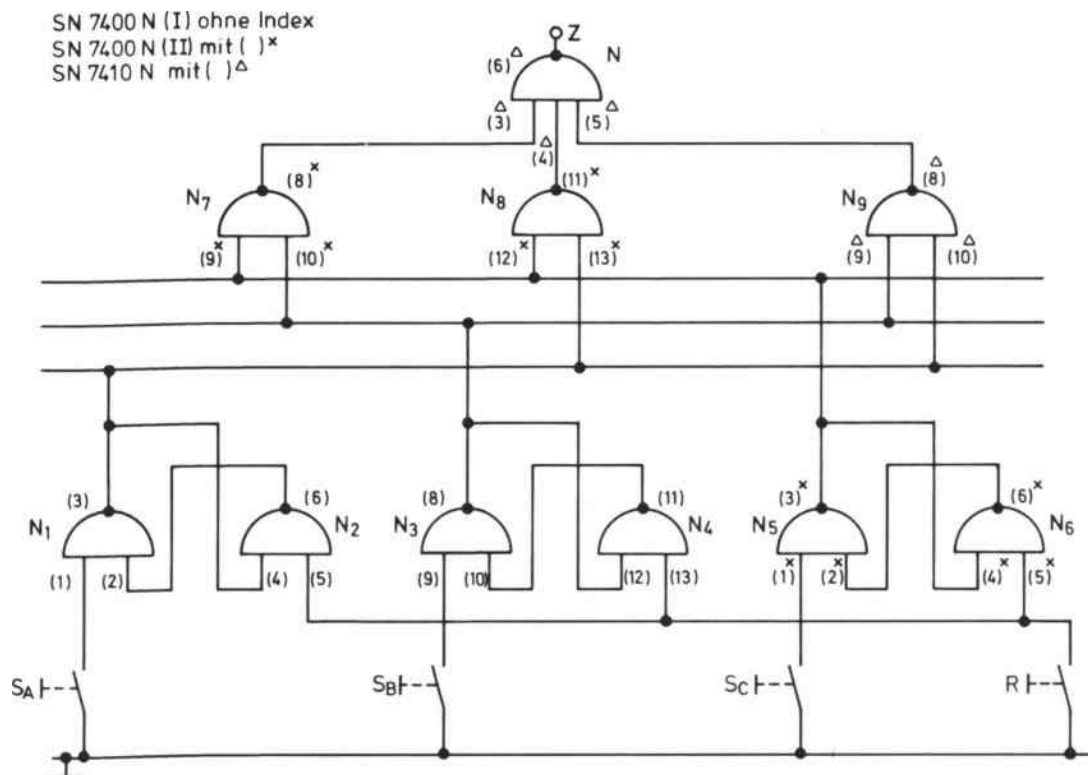 SN 7400 N (I) ohne Index
SN 7400 N (II) mit ( )ˣ
SN 7410 N mit ( )△
Z
(6)△ N
(3)△ (4)△ (5)△
N7 (8)ˣ N8 (11)ˣ N9 (8)△
(9)ˣ (10)ˣ (12)ˣ (13)ˣ (9)△ (10)△
(3) (6) (8) (11) (3)ˣ (6)ˣ
N1 N2 N3 N4 N5 N6
(1) (2) (4) (5) (9) (10) (12) (13) (1)ˣ (2)ˣ (4)ˣ (5)ˣ
SA SB SC R